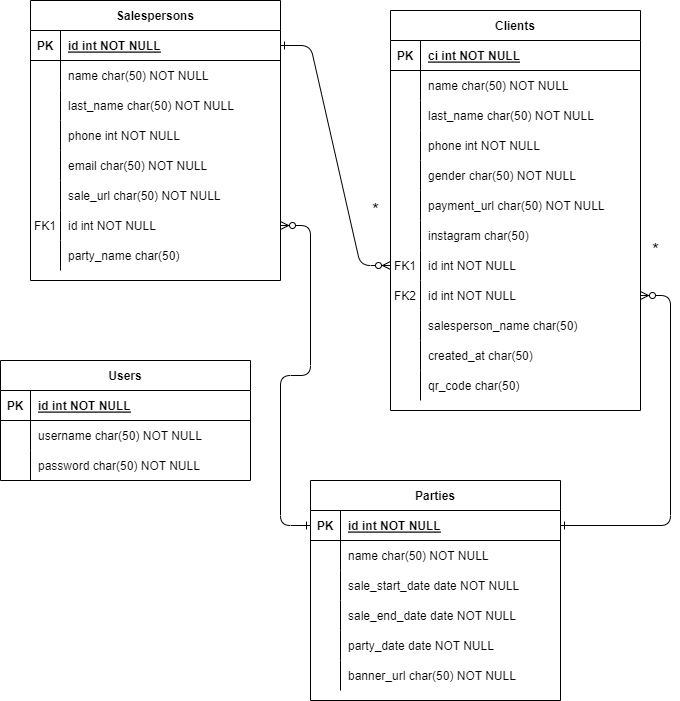 Salespersons
PK id int NOT NULL
name char(50) NOT NULL
last_name char(50) NOT NULL
phone int NOT NULL
email char(50) NOT NULL
sale_url char(50) NOT NULL
FK1 id int NOT NULL
party_name char(50)
Clients
PK ci int NOT NULL
name char(50) NOT NULL
last_name char(50) NOT NULL
phone int NOT NULL
gender char(50) NOT NULL
payment_url char(50) NOT NULL
instagram char(50)
FK1 id int NOT NULL
FK2 id int NOT NULL
salesperson_name char(50)
created_at char(50)
qr_code char(50)
*
*
Users
PK id int NOT NULL
username char(50) NOT NULL
password char(50) NOT NULL
Parties
PK id int NOT NULL
name char(50) NOT NULL
sale_start_date date NOT NULL
sale_end_date date NOT NULL
party_date date NOT NULL
banner_url char(50) NOT NULL